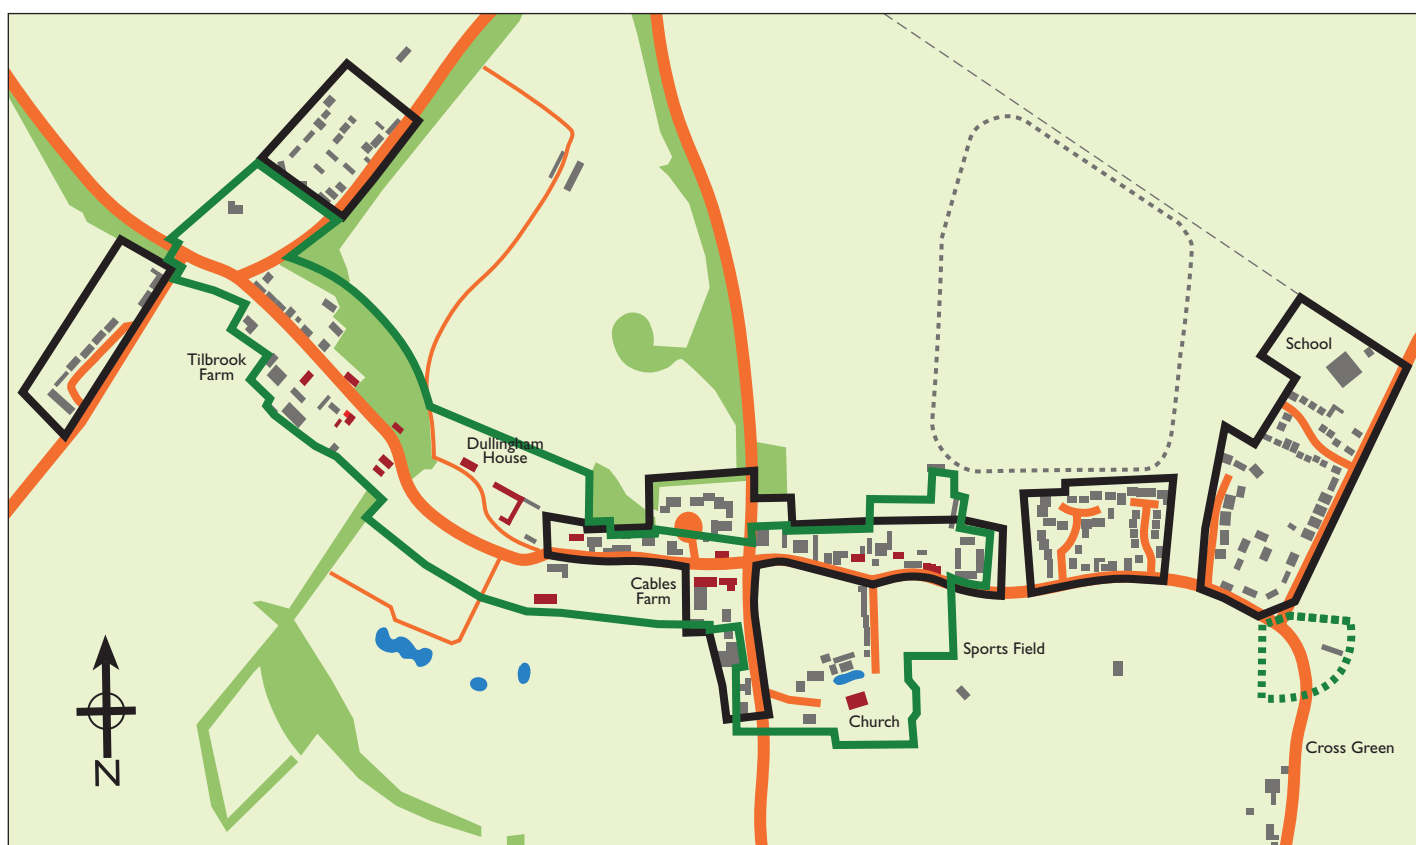 School
Tilbrook
Farm
Dullingham
House
Cables
Farm
Sports Field
Church
Cross Green
N